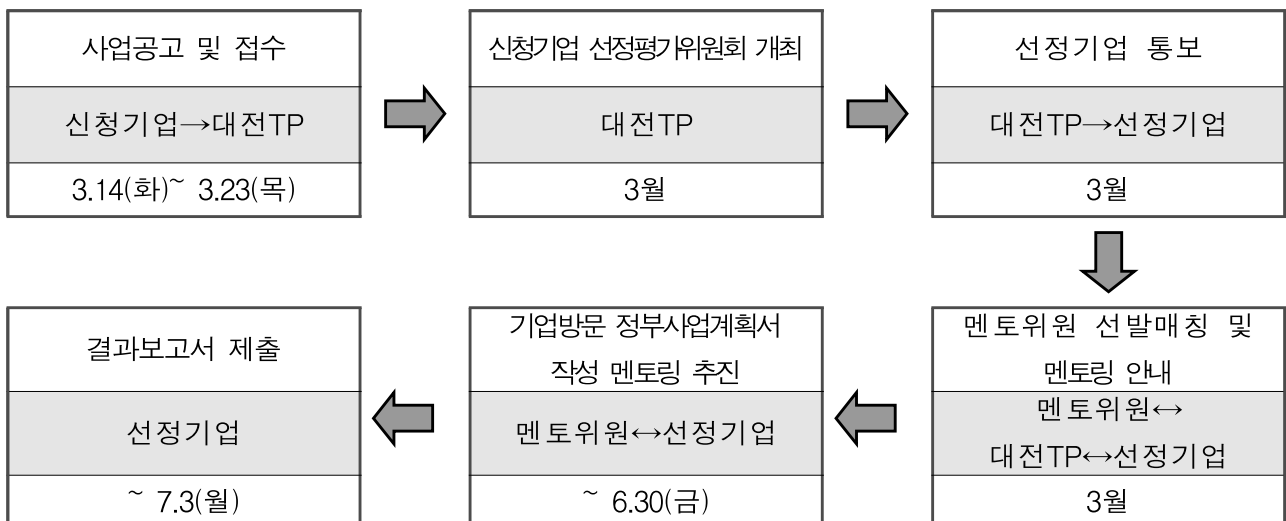 사업공고 및 접수
신청기업→대전TP
3.14(화)~ 3.23(목)
신청기업 선정평가위원회 개최
대전TP
3월
선정기업 통보
대전TP→선정기업
3월
멘토위원 선발매칭 및
멘토링 안내
멘토위원↔
대전TP↔선정기업
3월
기업방문 정부사업계획서
작성 멘토링 추진
멘토위원↔선정기업
~ 6.30(금)
결과보고서 제출
선정기업
~ 7.3(월)